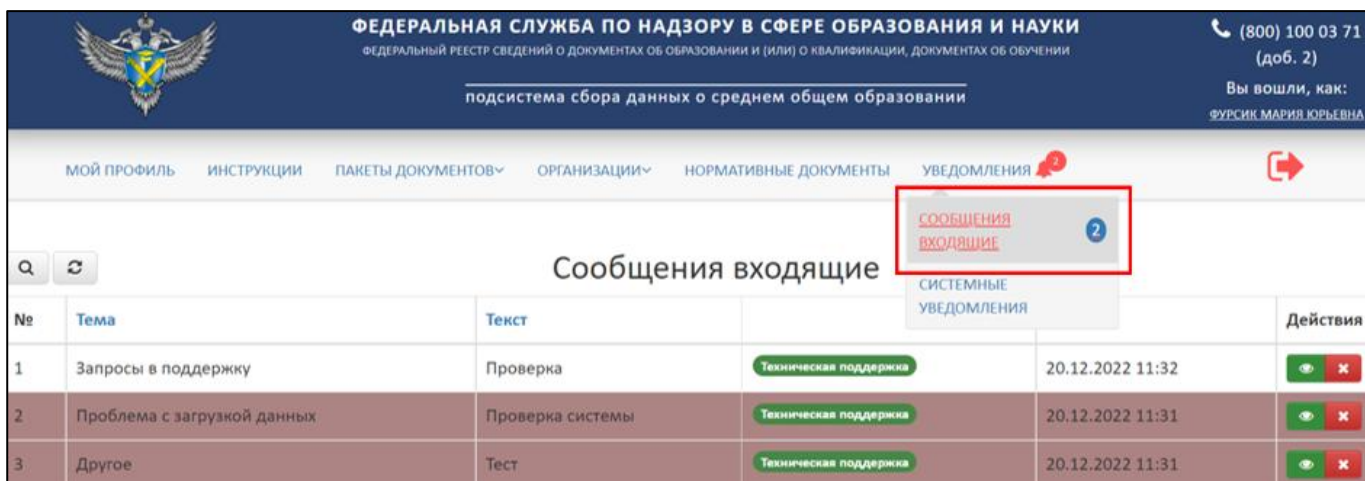 ФЕДЕРАЛЬНАЯ СЛУЖБА ПО НАДЗОРУ В СФЕРЕ ОБРАЗОВАНИЯ И НАУКИ
ФЕДЕРАЛЬНЫЙ РЕЕСТР СВЕДЕНИЙ О ДОКУМЕНТАХ ОБ ОБРАЗОВАНИИ И (ИЛИ) О КВАЛИФИКАЦИИ, ДОКУМЕНТАХ ОБ ОБУЧЕНИИ
подсистема сбора данных о среднем общем образовании
(800) 100 03 71
(доб. 2)
Вы вошли, как:
ФУРСИК МАРИЯ ЮРЬЕВНА
МОЙ ПРОФИЛЬ ИНСТРУКЦИИ ПАКЕТЫ ДОКУМЕНТОВ ОРГАНИЗАЦИИ НОРМАТИВНЫЕ ДОКУМЕНТЫ УВЕДОМЛЕНИЯ 2
СООБЩЕНИЯ
ВХОДЯЩИЕ 2
СИСТЕМНЫЕ
УВЕДОМЛЕНИЯ
Сообщения входящие
№ Тема Текст Действия
1 Запросы в поддержку Проверка Техническая поддержка 20.12.2022 11:32
2 Проблема с загрузкой данных Проверка системы Техническая поддержка 20.12.2022 11:31
3 Другое Тест Техническая поддержка 20.12.2022 11:31